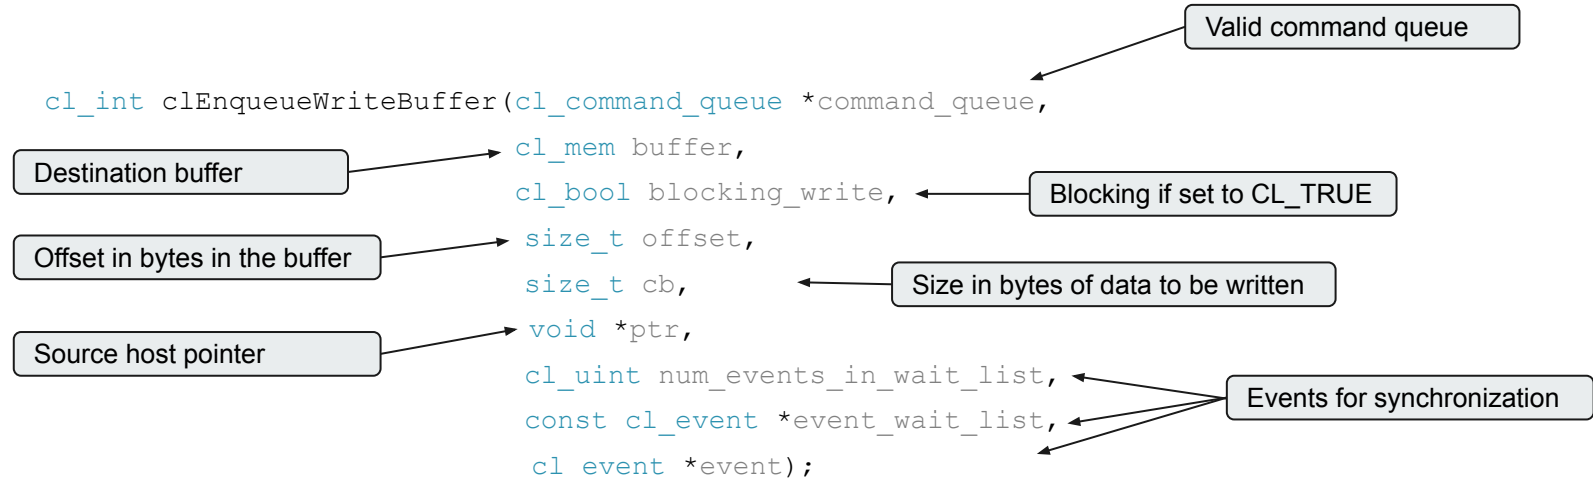 Valid command queue
cl_int clEnqueueWriteBuffer(cl_command_queue *command_queue,
Destination buffer
cl_mem buffer,
cl_bool blocking_write,
Blocking if set to CL_TRUE
Offset in bytes in the buffer
size_t offset,
size_t cb,
Size in bytes of data to be written
Source host pointer
void *ptr,
cl_uint num_events_in_wait_list,
Events for synchronization
const cl_event *event_wait_list,
cl event *event);